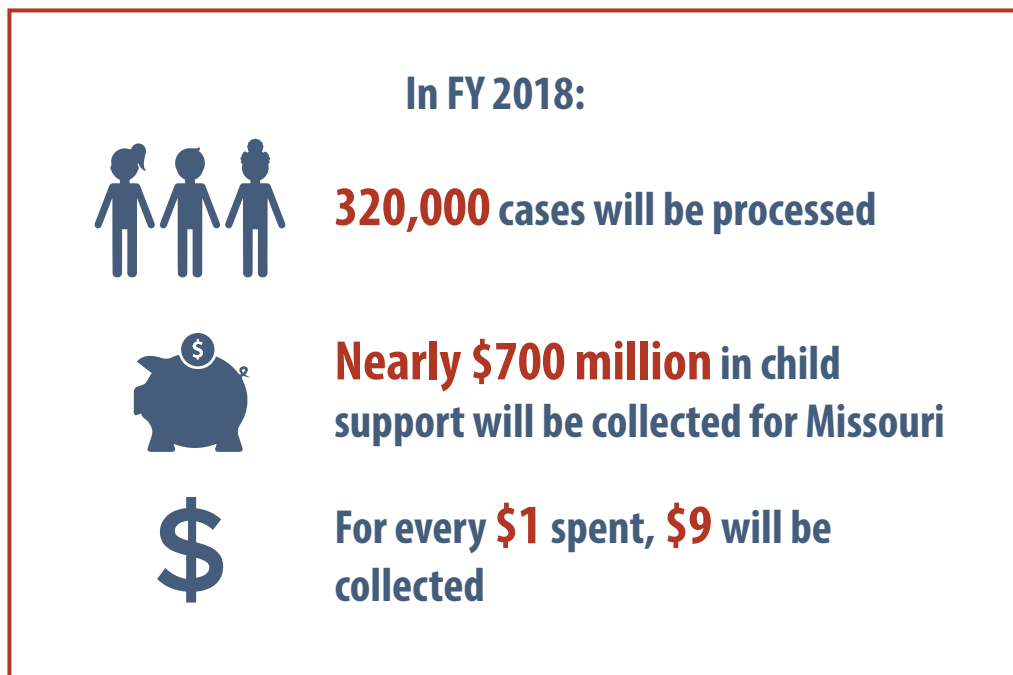 In FY 2018:
320,000 cases will be processed
$
Nearly $700 million in child
support will be collected for Missouri
$
For every $1 spent, $9 will be
collected